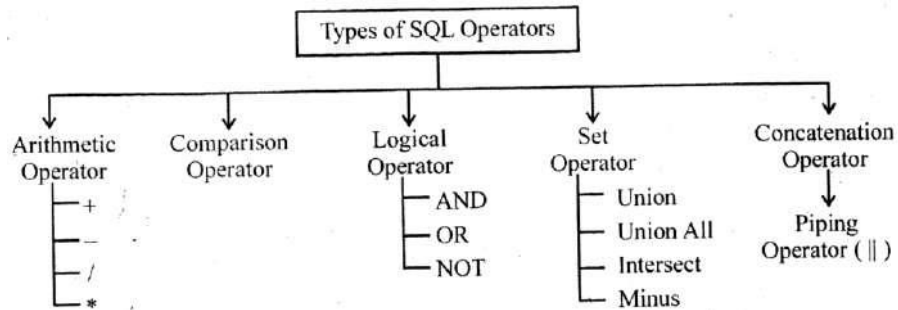 Types of SQL Operators
Arithmetic
Operator
+
–
/
*
Comparison
Operator
Logical
Operator
AND
OR
NOT
Set
Operator
Union
Union All
Intersect
Minus
Concatenation
Operator
Piping
Operator ( || )